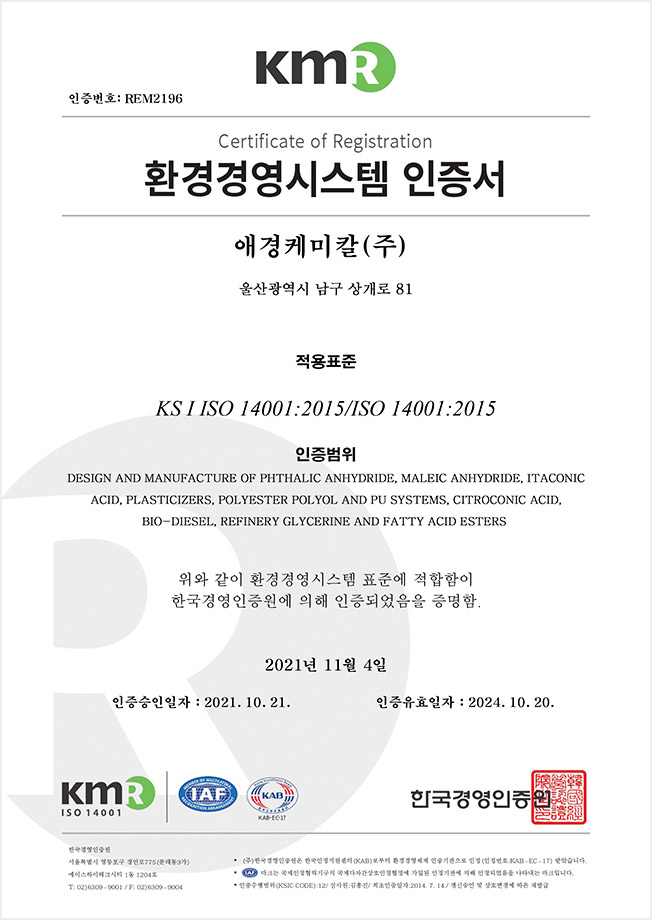 KMR
인증번호: REM2196
Certificate of Registration
환경경영시스템 인증서
애경케미칼(주)
울산광역시 남구 상개로 81
적용표준
KS I ISO 14001:2015/ISO 14001:2015
인증범위
DESIGN AND MANUFACTURE OF PHTHALIC ANHYDRIDE, MALEIC ANHYDRIDE, ITACONIC
ACID, PLASTICIZERS, POLYESTER POLYOL AND PU SYSTEMS, CITROCONIC ACID,
BIO-DIESEL, REFINERY GLYCERINE AND FATTY ACID ESTERS
위와 같이 환경경영시스템 표준에 적합함이
한국경영인증원에 의해 인증되었음을 증명함.
2021년 11월 4일
인증승인일자 : 2021. 10. 21. 인증유효일자 : 2024. 10. 20.
KMR
ISO 14001
IAF
KAB
KAB-EC-17
한국경영인증원
한국경영인증원
서울특별시 영등포구 경인로775 (문래동3가)
에이스하이테크시티 1동 1204호
T: 02)6309 - 9001 / F: 02)6309 - 9004
• (주)한국경영인증원은 한국인정지원센터(KAB)로부터 환경경영체제 인증기관으로 인정 (인정번호:KAB - EC - 17) 받았습니다.
• IAF 마크는 국제인정협력기구의 국제다자간상호인정협정에 가입된 인정기관에 의해 인정되었음을 나타내는 마크입니다.
• 인증수행범위(KSIC CODE) : 12/ 심사원:김홍진/ 최초인증일자:2014. 7. 14 / 갱신승인 및 상호변경에 따른 재발급